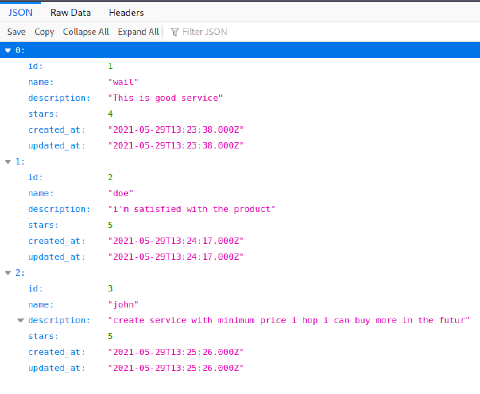 JSON Raw Data Headers
Save Copy Collapse All Expand All Filter JSON
0:
id: 1
name: "wail"
description: "This is good service"
stars: 4
created_at: "2021-05-29T13:23:38.000Z"
updated_at: "2021-05-29T13:23:38.000Z"
1:
id: 2
name: "doe"
description: "i'm satisfied with the product"
stars: 5
created_at: "2021-05-29T13:24:17.000Z"
updated_at: "2021-05-29T13:24:17.000Z"
2:
id: 3
name: "john"
description: "create service with minimum price i hop i can buy more in the futur"
stars: 5
created_at: "2021-05-29T13:25:26.000Z"
updated_at: "2021-05-29T13:25:26.000Z"